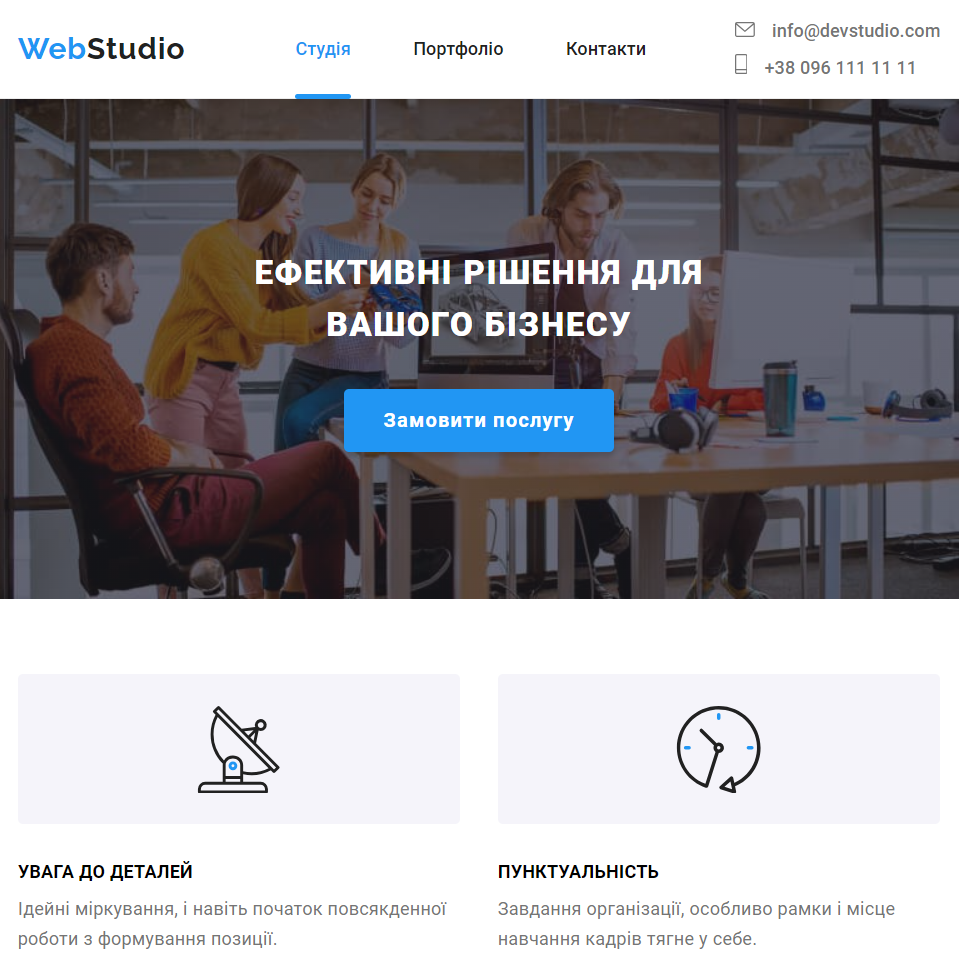 WebStudio
Студія
Портфоліо
Контакти
info@devstudio.com
+38 096 111 11 11
ЕФЕКТИВНІ РІШЕННЯ ДЛЯ
ВАШОГО БІЗНЕСУ
Замовити послугу
УВАГА ДО ДЕТАЛЕЙ
Ідейні міркування, і навіть початок повсякденної
роботи з формування позиції.
ПУНКТУАЛЬНІСТЬ
Завдання організації, особливо рамки і місце
навчання кадрів тягне у себе.